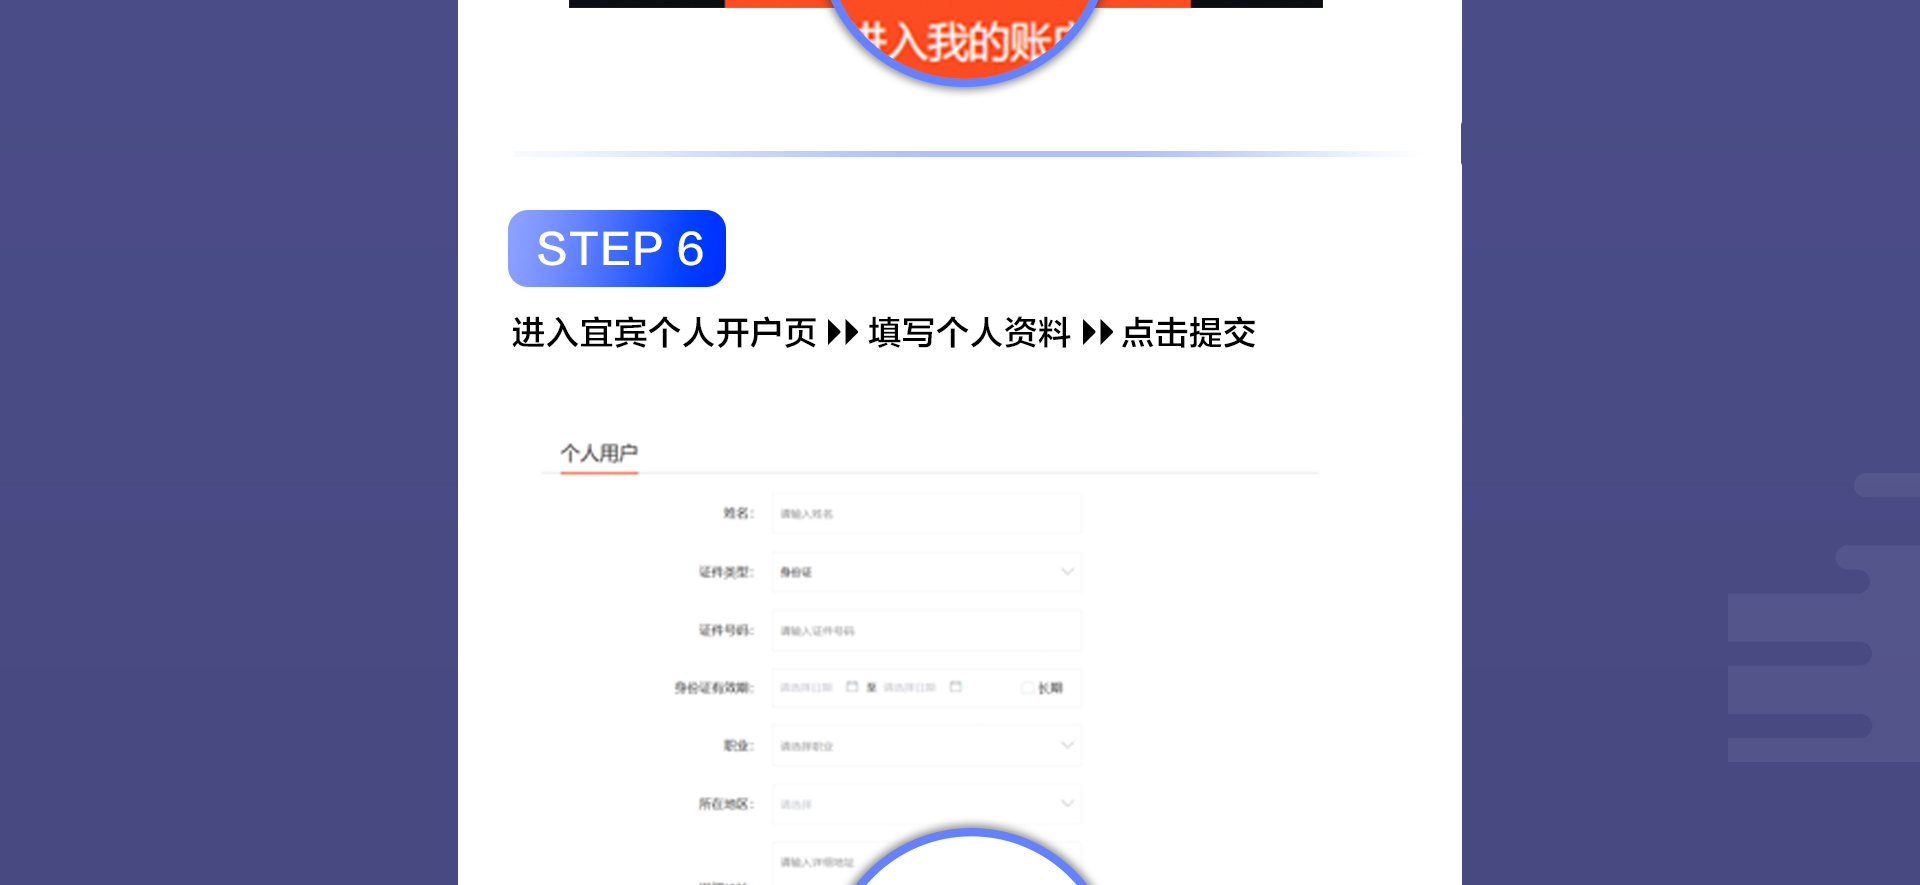 进入我的账户
STEP 6
进入宜宾个人开户页 填写个人资料 点击提交
个人用户
姓名： 请输入姓名
证件类型： 身份证
证件号码： 请输入证件号码
身份证有效期： 请选择日期 至 请选择日期 长期
职业： 请选择职业
所在地区： 请选择
请输入详细地址